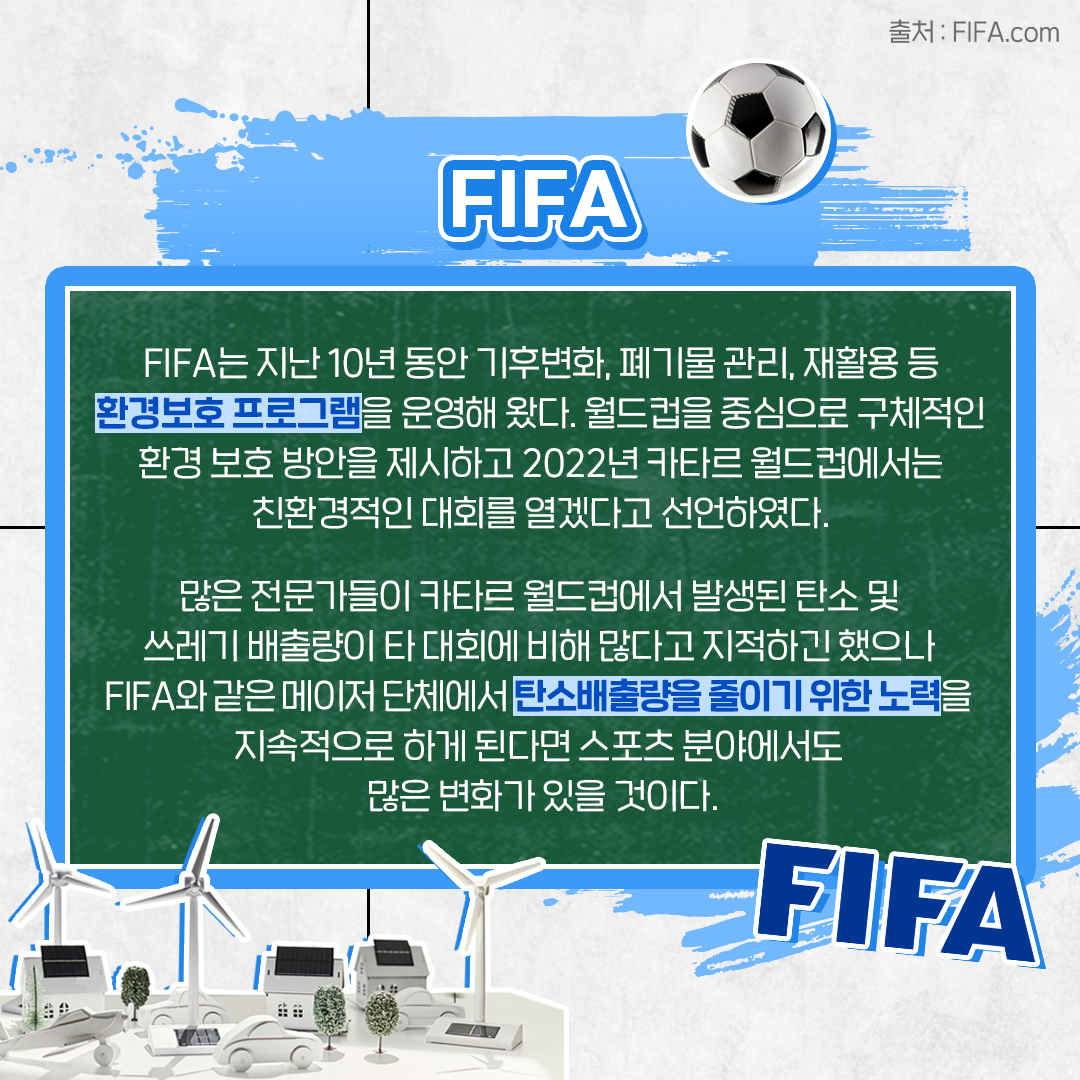 출처 : FIFA.com
FIFA
FIFA는 지난 10년 동안 기후변화, 폐기물 관리, 재활용 등
환경보호 프로그램을 운영해 왔다. 월드컵을 중심으로 구체적인
환경 보호 방안을 제시하고 2022년 카타르 월드컵에서는
친환경적인 대회를 열겠다고 선언하였다.
많은 전문가들이 카타르 월드컵에서 발생된 탄소 및
쓰레기 배출량이 타 대회에 비해 많다고 지적하긴 했으나
FIFA와 같은 메이저 단체에서 탄소배출량을 줄이기 위한 노력을
지속적으로 하게 된다면 스포츠 분야에서도
많은 변화가 있을 것이다.
FIFA